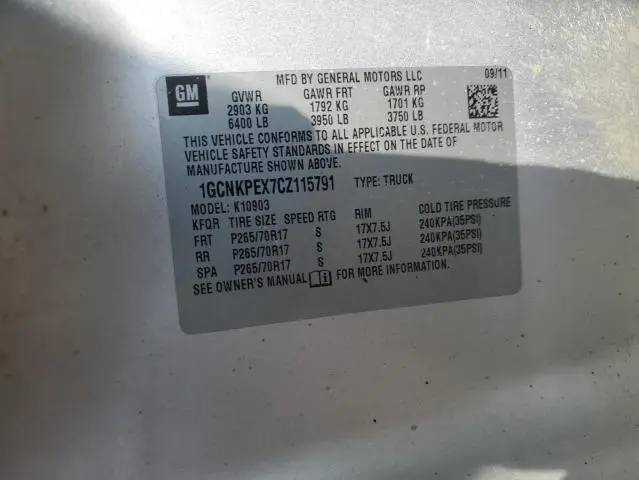 GM
MFD BY GENERAL MOTORS LLC 09/11
GVWR GAWR FRT GAWR RR
2903 KG 1792 KG 1701 KG
6400 LB 3950 LB 3750 LB
THIS VEHICLE CONFORMS TO ALL APPLICABLE U.S. FEDERAL MOTOR
VEHICLE SAFETY STANDARDS IN EFFECT ON THE DATE OF
MANUFACTURE SHOWN ABOVE.
1GCNKPEX7CZ115791 TYPE: TRUCK
MODEL: K10903
KFQR TIRE SIZE SPEED RTG RIM COLD TIRE PRESSURE
FRT P265/70R17 S 17X7.5J 240KPA(35PSI)
RR P265/70R17 S 17X7.5J 240KPA(35PSI)
SPA P265/70R17 S 17X7.5J 240KPA(35PSI)
SEE OWNER'S MANUAL FOR MORE INFORMATION.